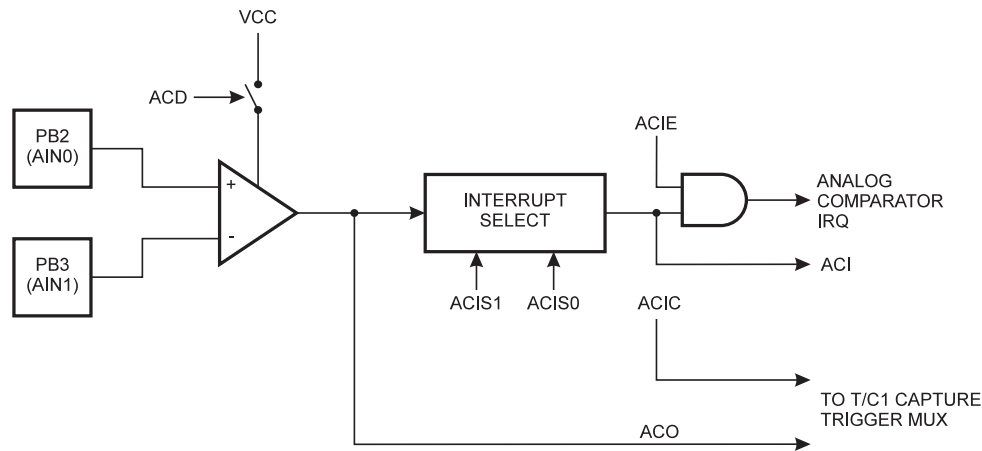 VCC
ACD
PB2
(AIN0)
+
-
PB3
(AIN1)
INTERRUPT
SELECT
ACIS1
ACIS0
ACIE
ANALOG
COMPARATOR
IRQ
ACI
ACIC
TO T/C1 CAPTURE
TRIGGER MUX
ACO